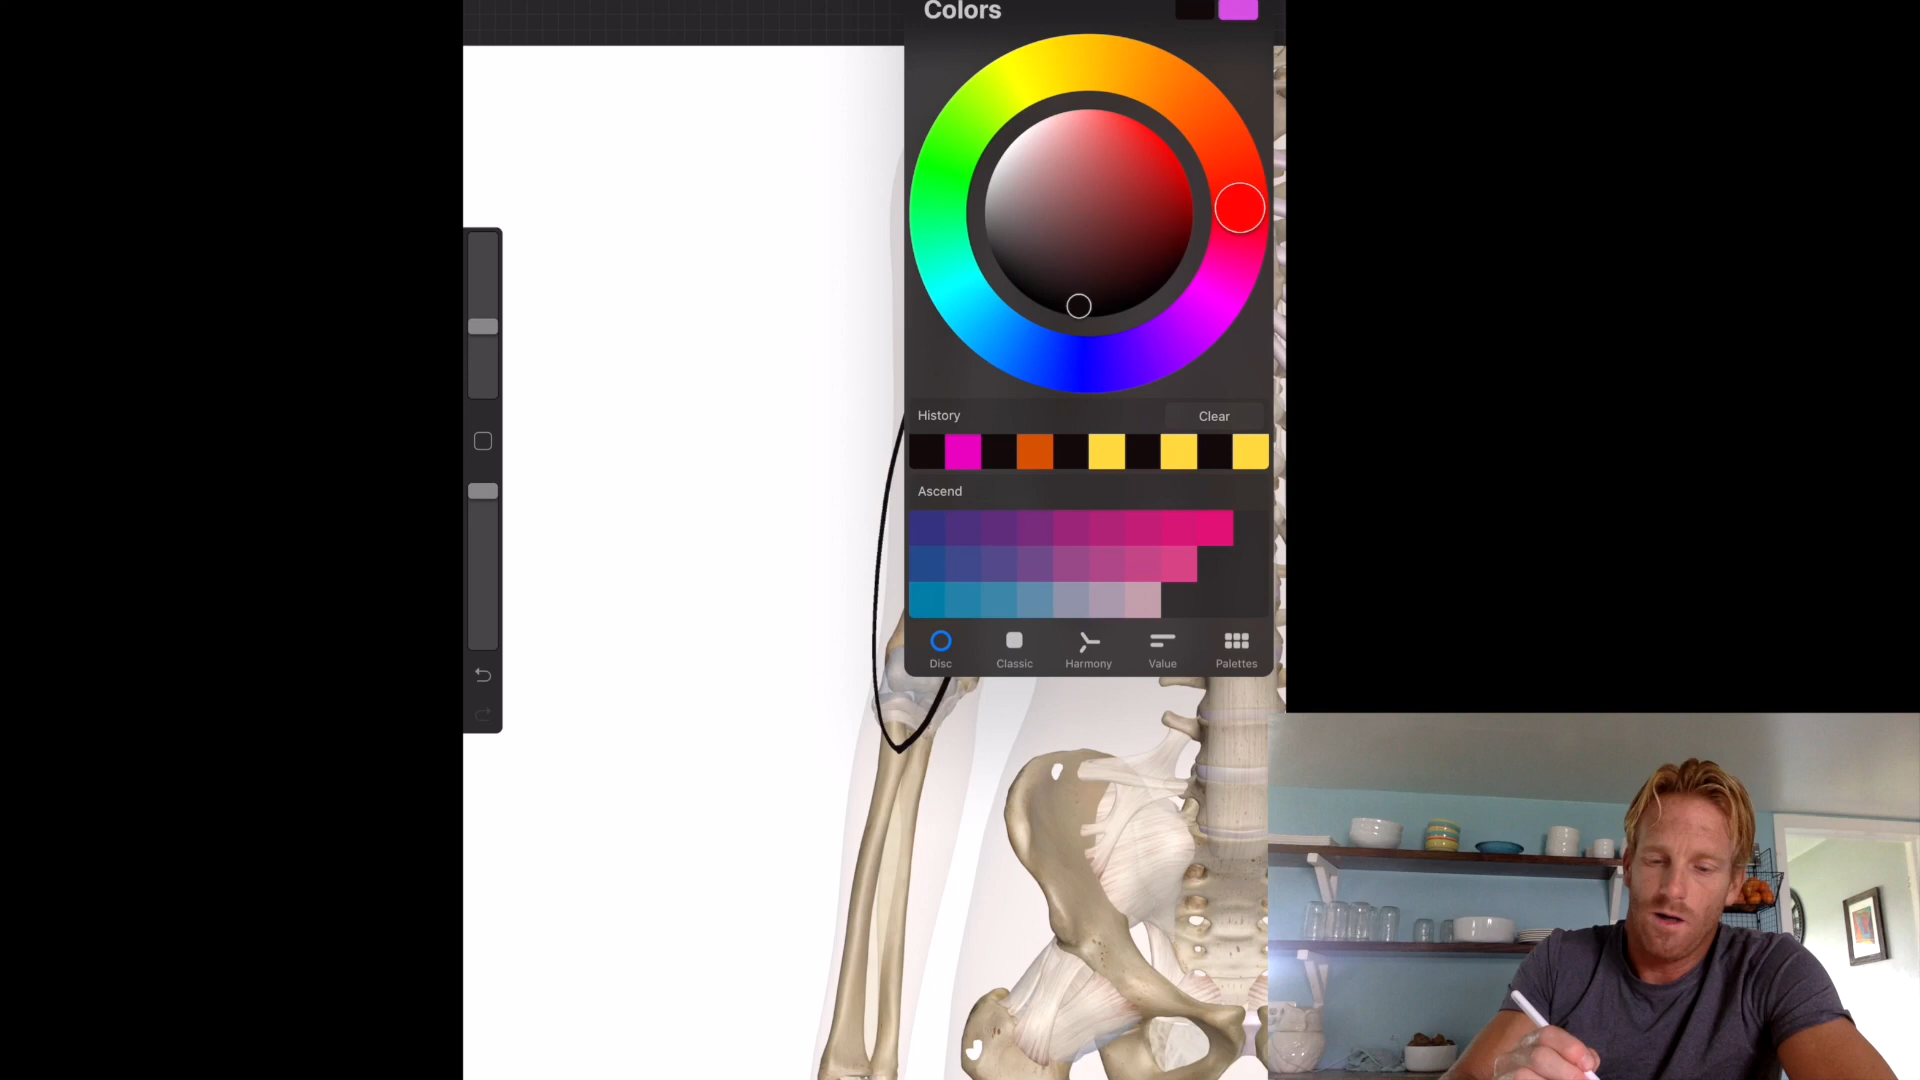 Colors
History
Clear
Ascend
Disc
Classic
Harmony
Value
Palettes